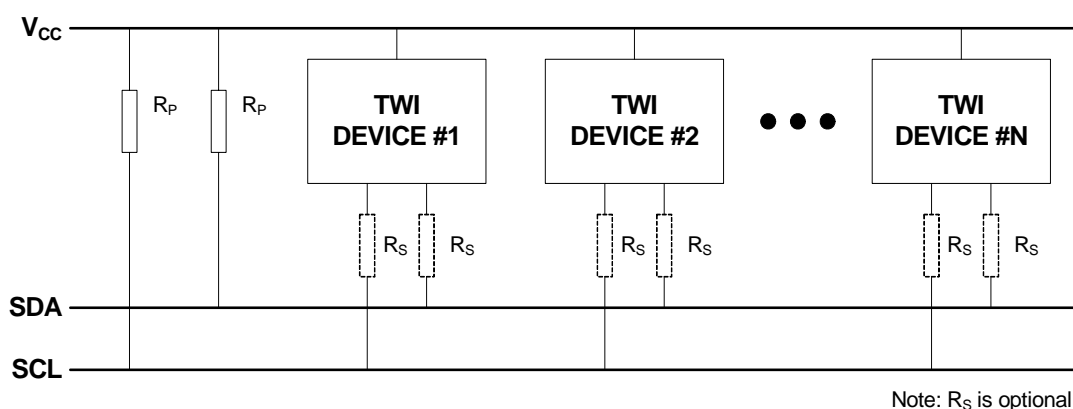 VCC
RP
RP
TWI
DEVICE #1
TWI
DEVICE #2
TWI
DEVICE #N
RS
RS
RS
RS
RS
RS
SDA
SCL
Note: RS is optional